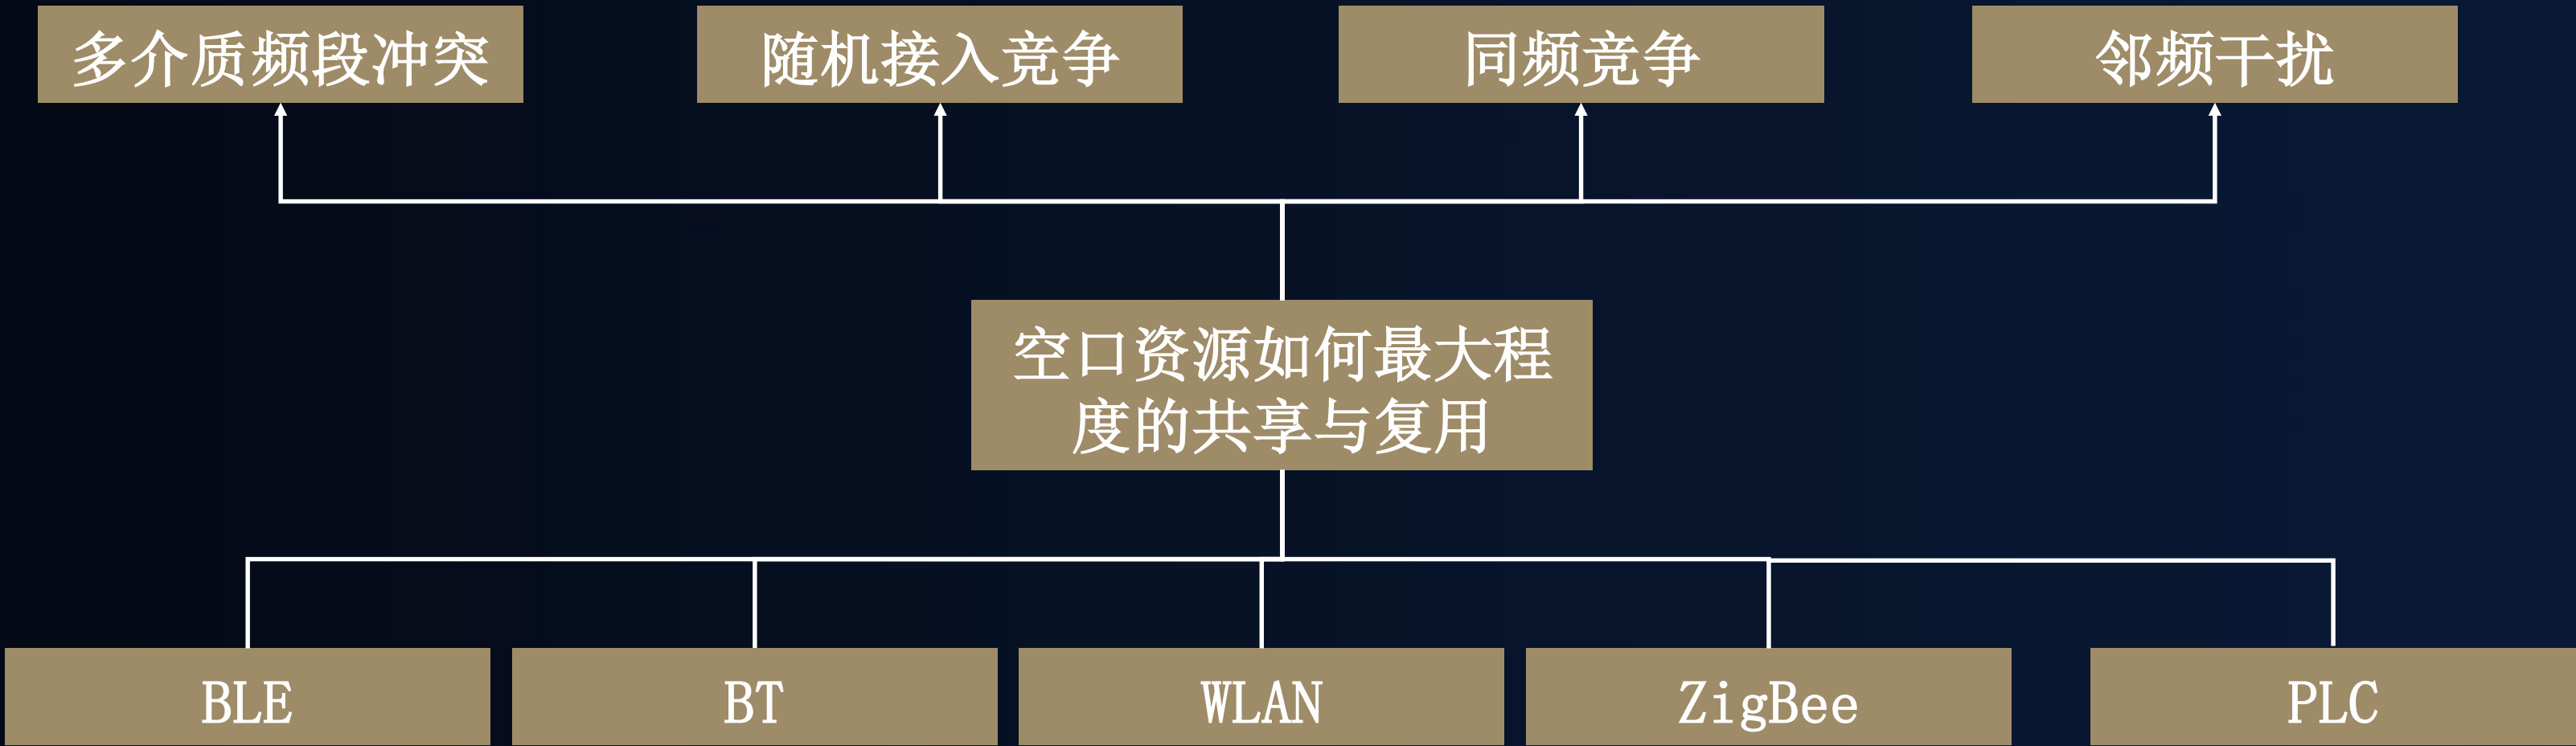 多介质频段冲突
随机接入竞争
同频竞争
邻频干扰
空口资源如何最大程
度的共享与复用
BLE
BT
WLAN
ZigBee
PLC